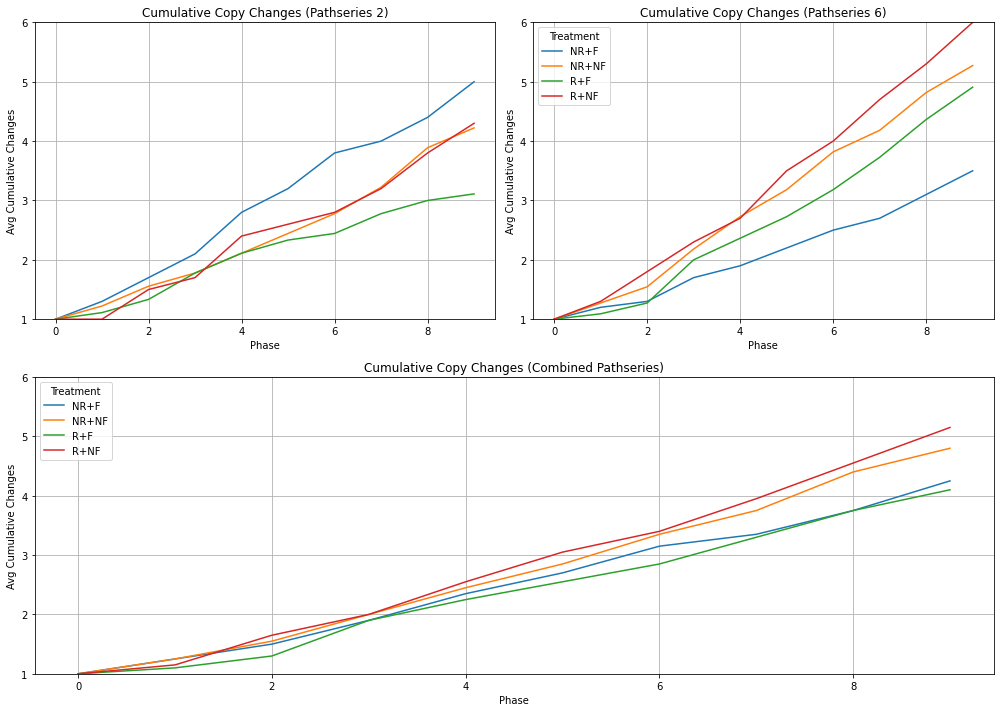 Cumulative Copy Changes (Pathseries 2)
Avg Cumulative Changes
6
5
4
3
2
1
0 2 4 6 8
Phase
Cumulative Copy Changes (Pathseries 6)
Avg Cumulative Changes
6
5
4
3
2
1
Treatment
NR+F
NR+NF
R+F
R+NF
0 2 4 6 8
Phase
Cumulative Copy Changes (Combined Pathseries)
Avg Cumulative Changes
6
5
4
3
2
1
Treatment
NR+F
NR+NF
R+F
R+NF
0 2 4 6 8
Phase